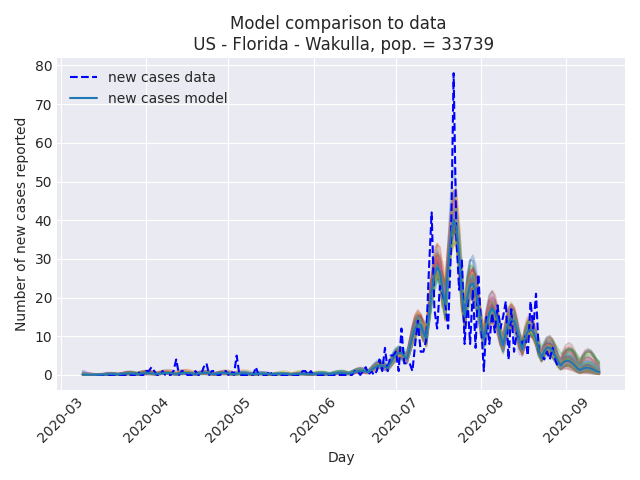 Model comparison to data
US - Florida - Wakulla, pop. = 33739
new cases data
new cases model
Number of new cases reported
80
70
60
50
40
30
20
10
0
2020-03
2020-04
2020-05
2020-06
2020-07
2020-08
2020-09
Day